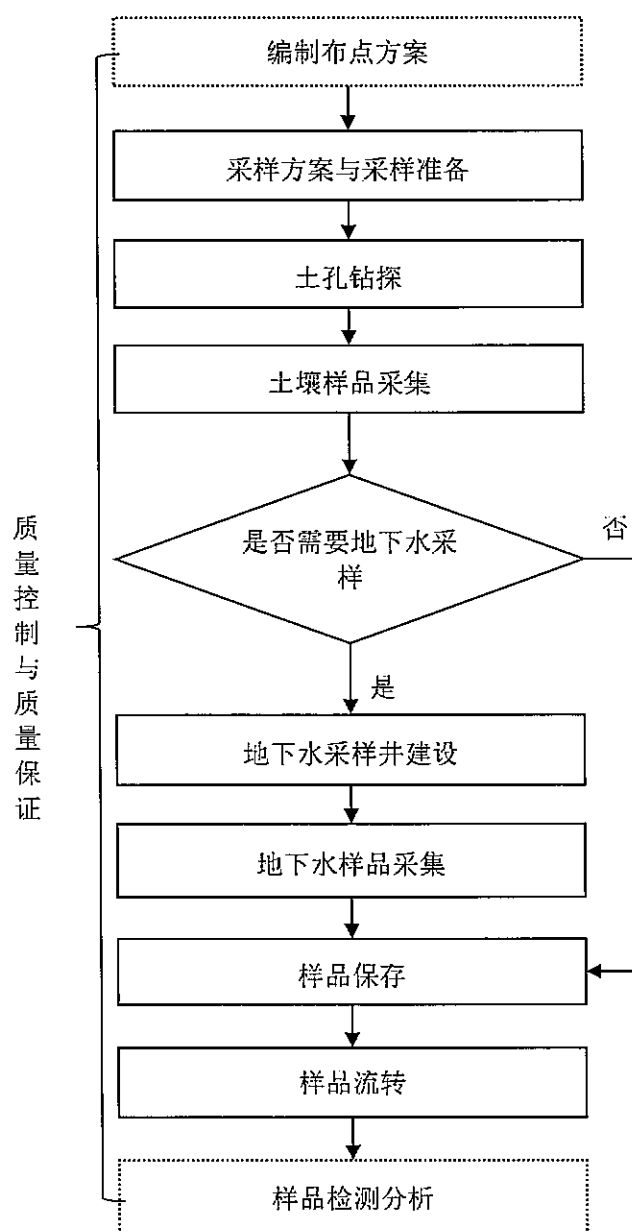 编制布点方案
采样方案与采样准备
土孔钻探
土壤样品采集
是否需要地下水采
样
否
是
地下水采样井建设
地下水样品采集
样品保存
样品流转
样品检测分析
质量控制与质量保证